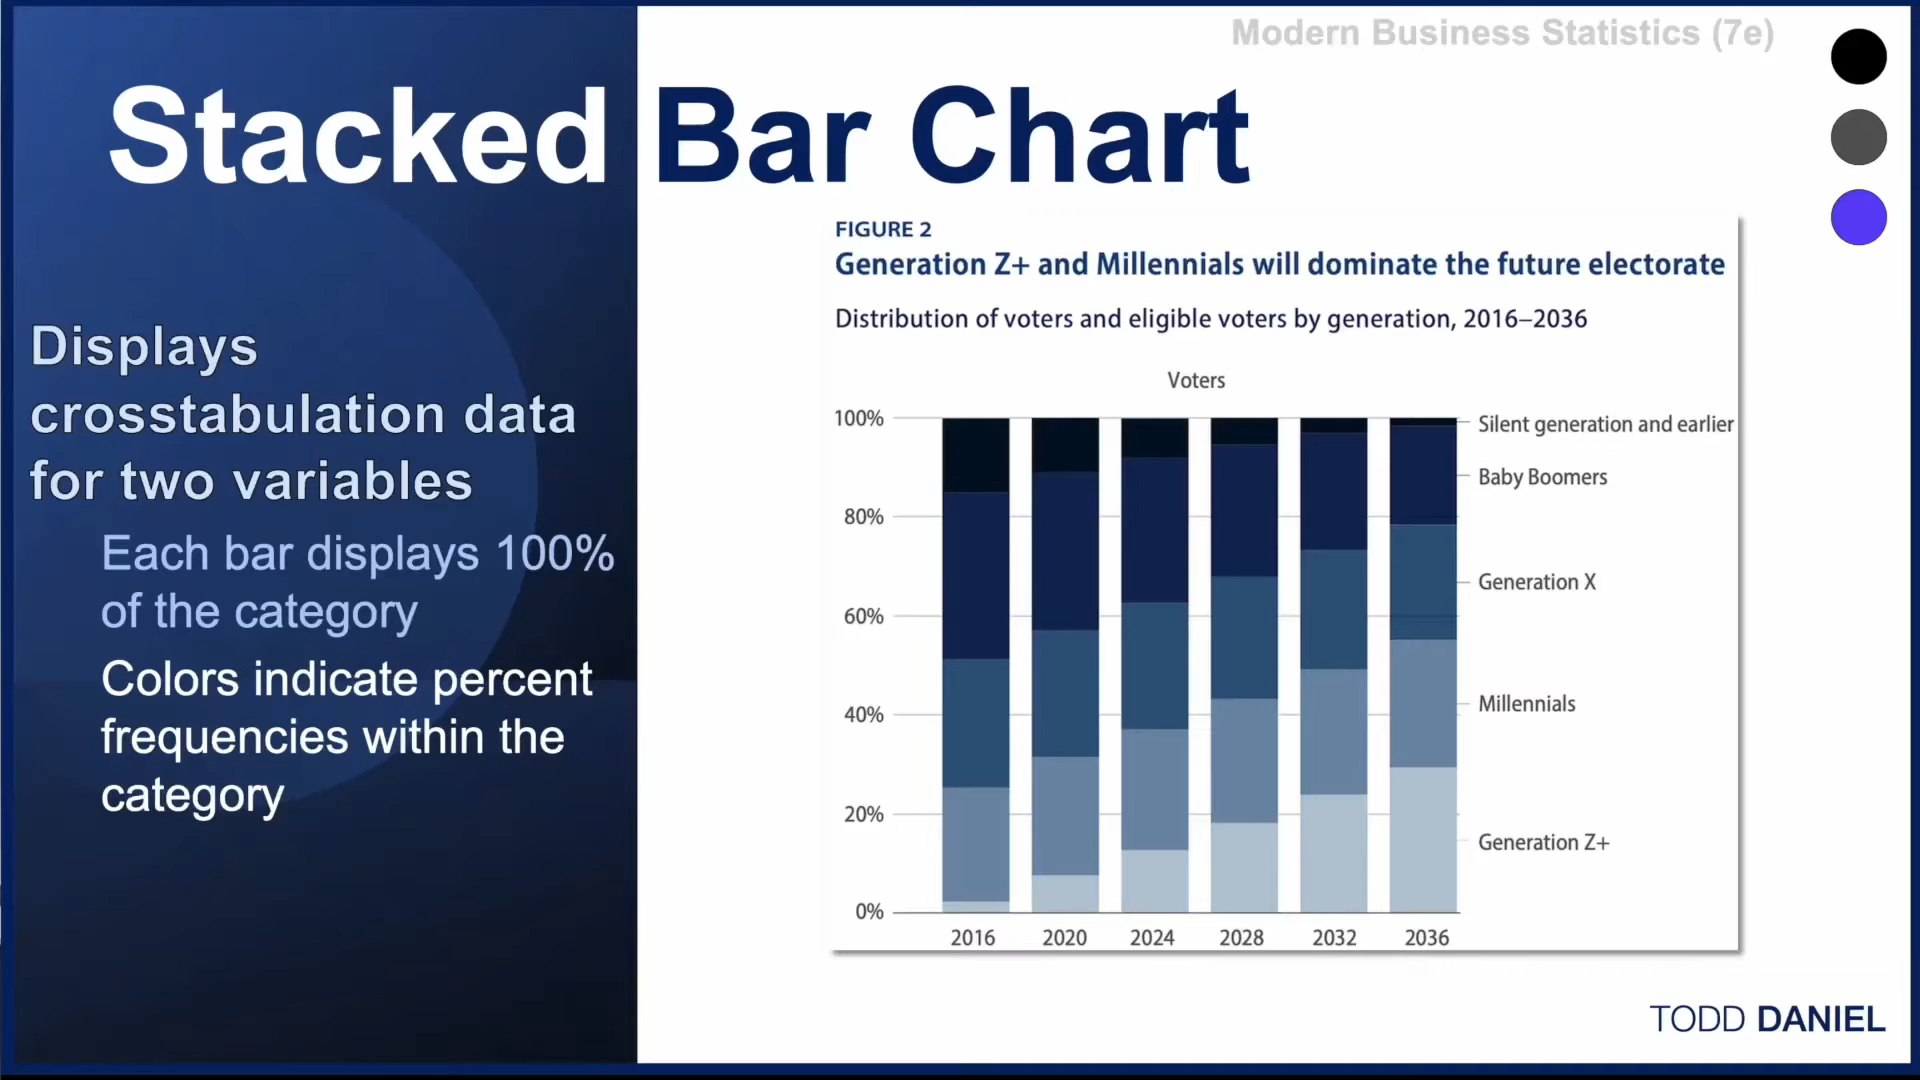 Modern Business Statistics (7e)
Stacked Bar Chart
Displays
crosstabulation data
for two variables
Each bar displays 100%
of the category
Colors indicate percent
frequencies within the
category
FIGURE 2
Generation Z+ and Millennials will dominate the future electorate
Distribution of voters and eligible voters by generation, 2016–2036
Voters
100%
80%
60%
40%
20%
0%
Silent generation and earlier
Baby Boomers
Generation X
Millennials
Generation Z+
2016 2020 2024 2028 2032 2036
TODD DANIEL